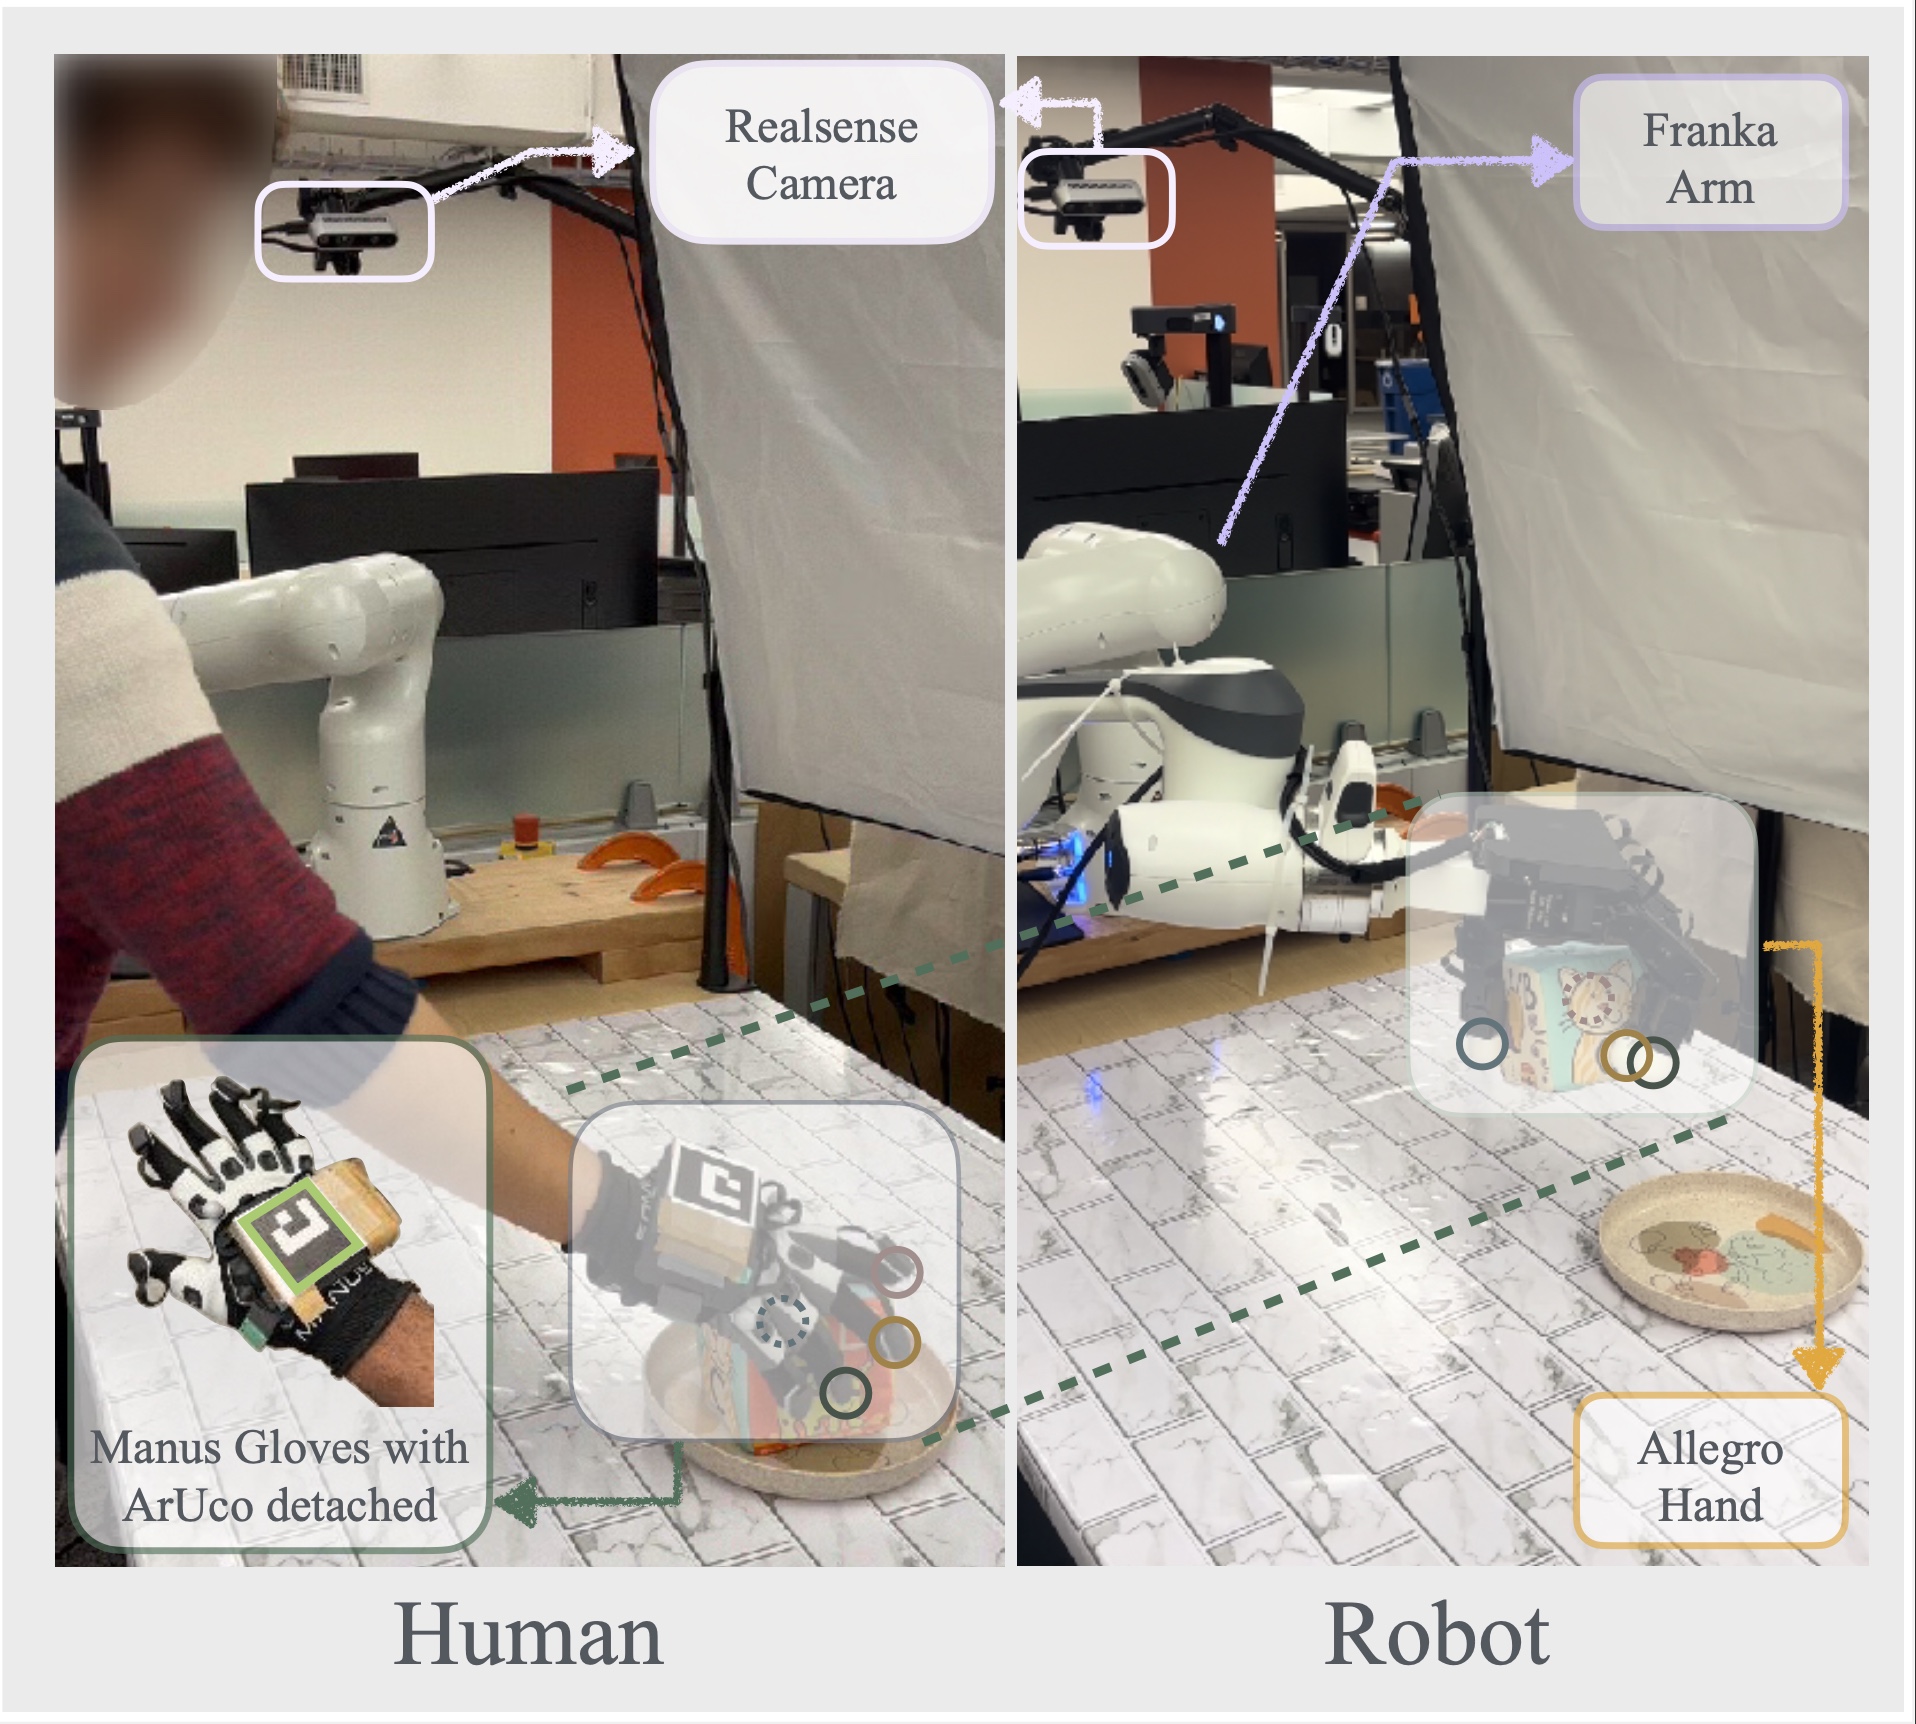 Realsense
Camera
Franka
Arm
Manus Gloves with
ArUco detached
Allegro
Hand
Human
Robot